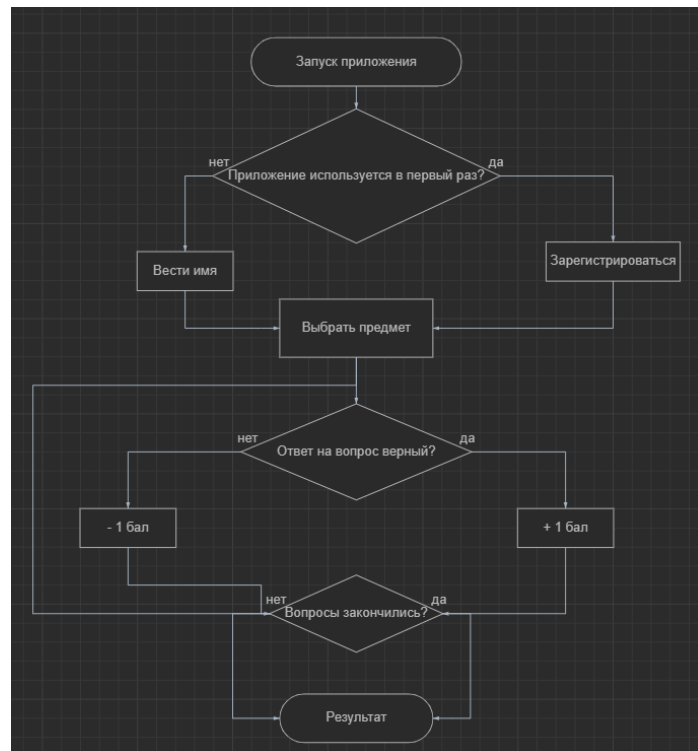 Запуск приложения
нет
да
Приложение используется в первый раз?
Вести имя
Зарегистрироваться
Выбрать предмет
нет
да
Ответ на вопрос верный?
- 1 бал
+ 1 бал
нет
да
Вопросы закончились?
Результат